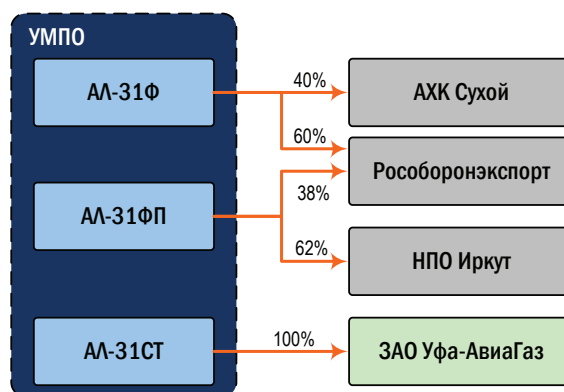 УМПО
АЛ-31Ф
40%
АХК Сухой
60%
Рособоронэкспорт
АЛ-31ФП
38%
62%
НПО Иркут
АЛ-31СТ
100%
ЗАО Уфа-АвиаГаз